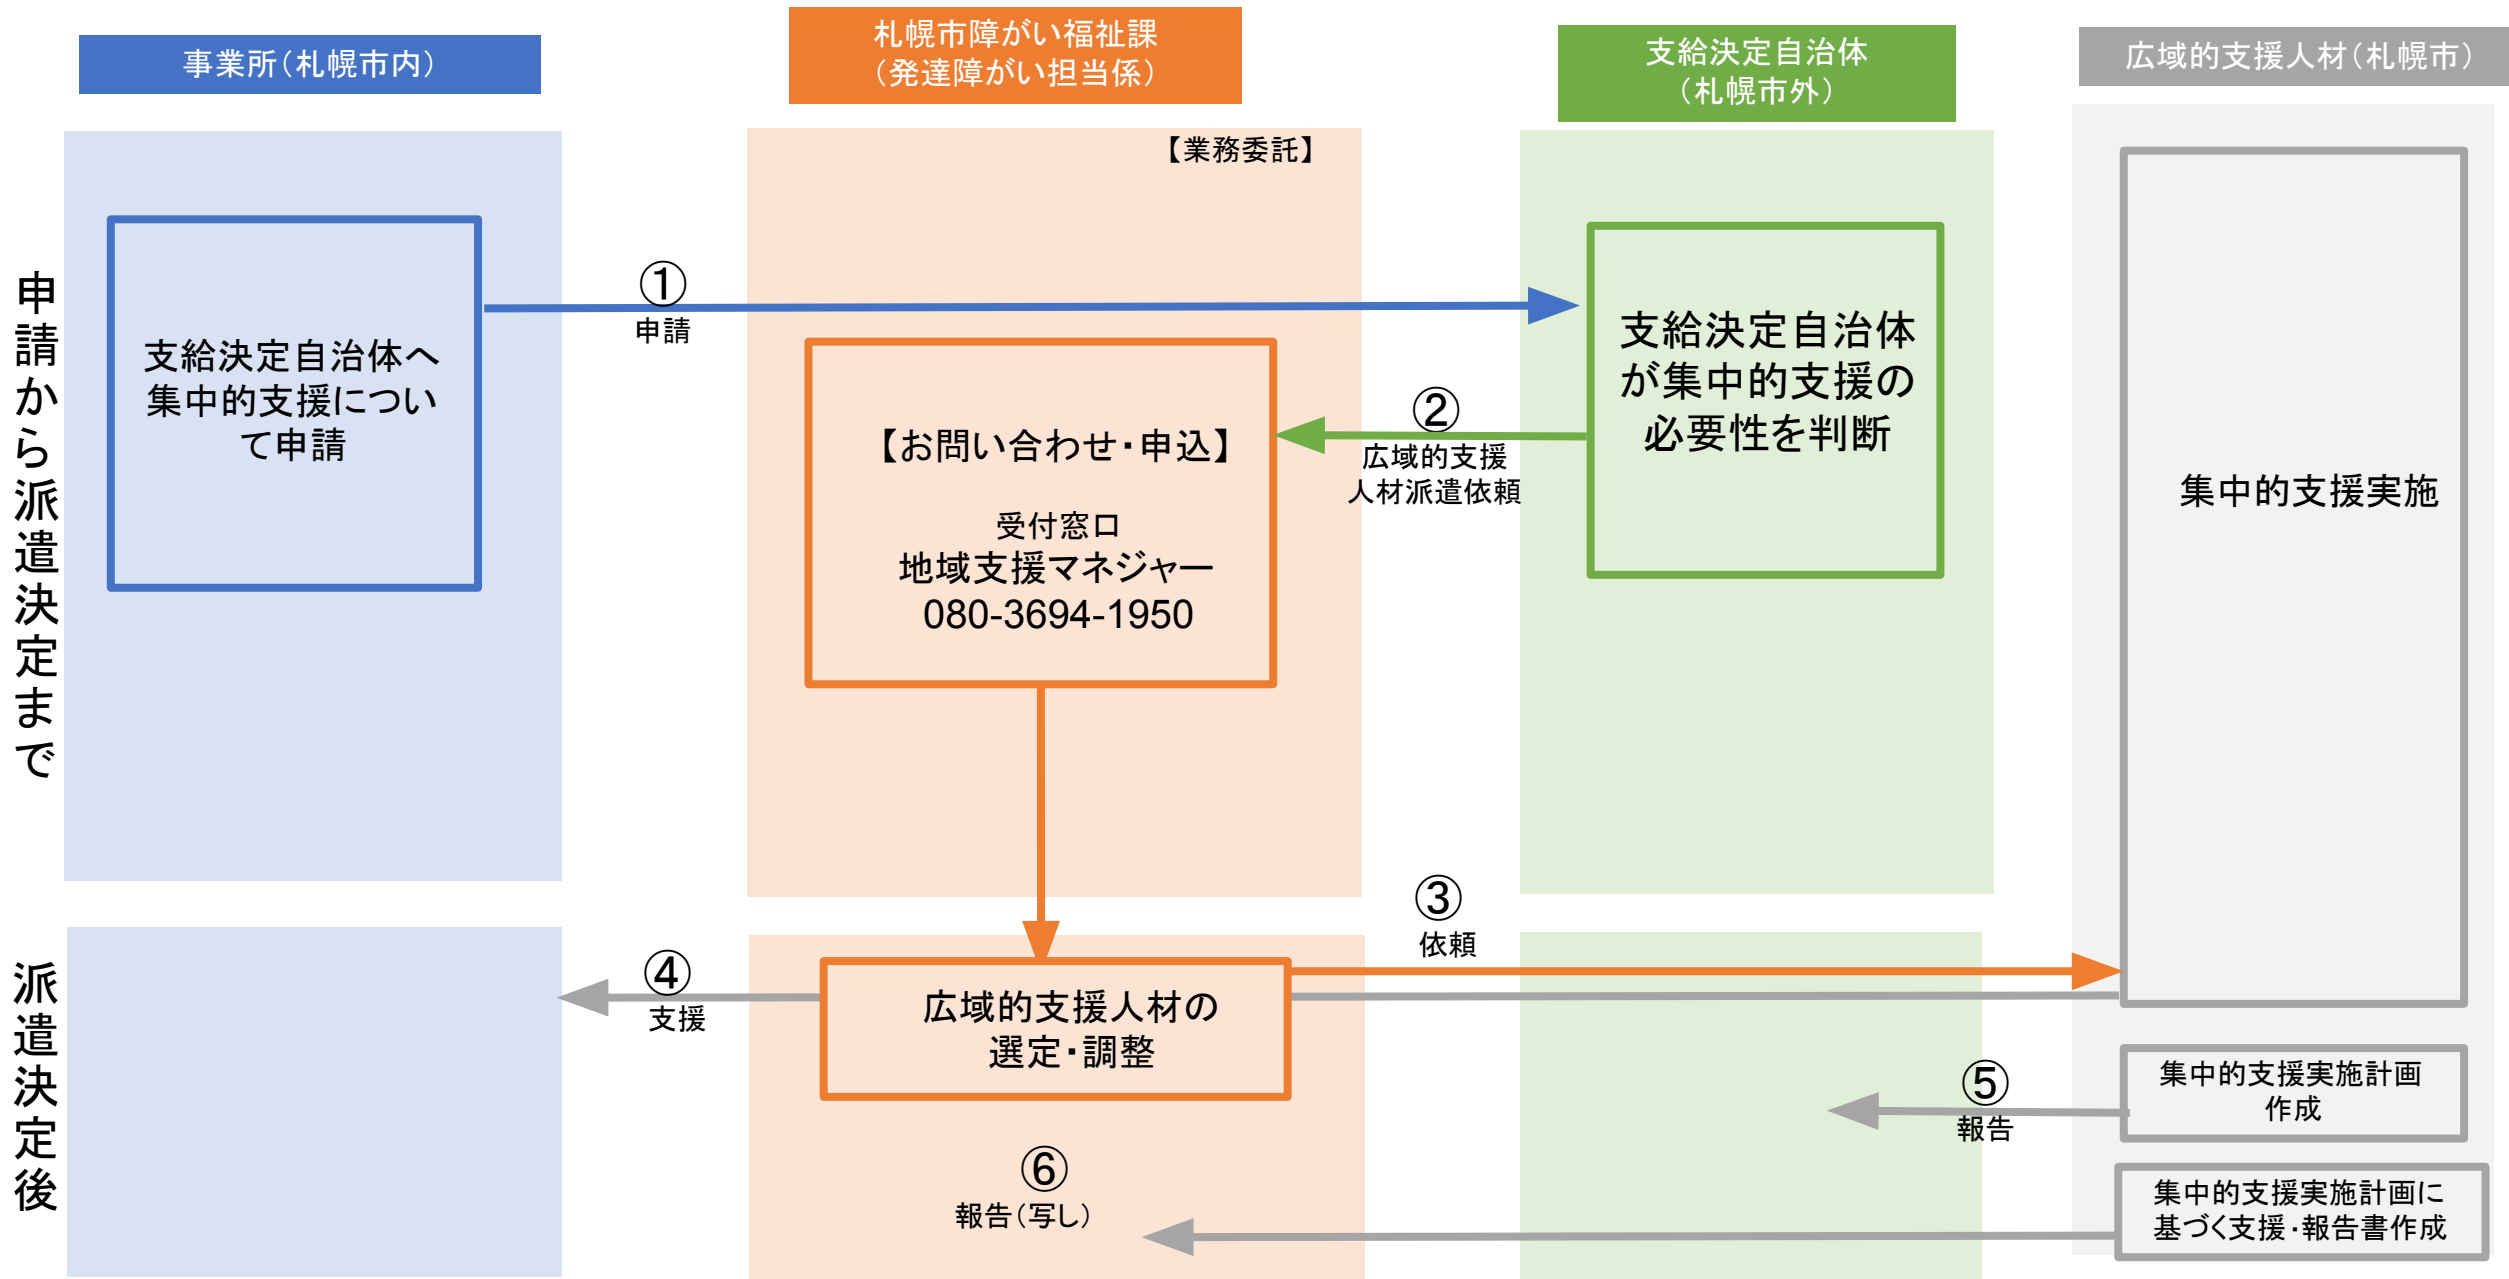 事業所（札幌市内）
札幌市障がい福祉課
（発達障がい担当係）
支給決定自治体
（札幌市外）
広域的支援人材（札幌市）
申請から派遣決定まで
支給決定自治体へ
集中的支援につい
て申請
①
申請
【業務委託】
【お問い合わせ・申込】
受付窓口
地域支援マネジャー
080-3694-1950
②
広域的支援
人材派遣依頼
支給決定自治体
が集中的支援の
必要性を判断
集中的支援実施
派遣決定後
④
支援
広域的支援人材の
選定・調整
③
依頼
⑤
報告
集中的支援実施計画
作成
⑥
報告（写し）
集中的支援実施計画に
基づく支援・報告書作成